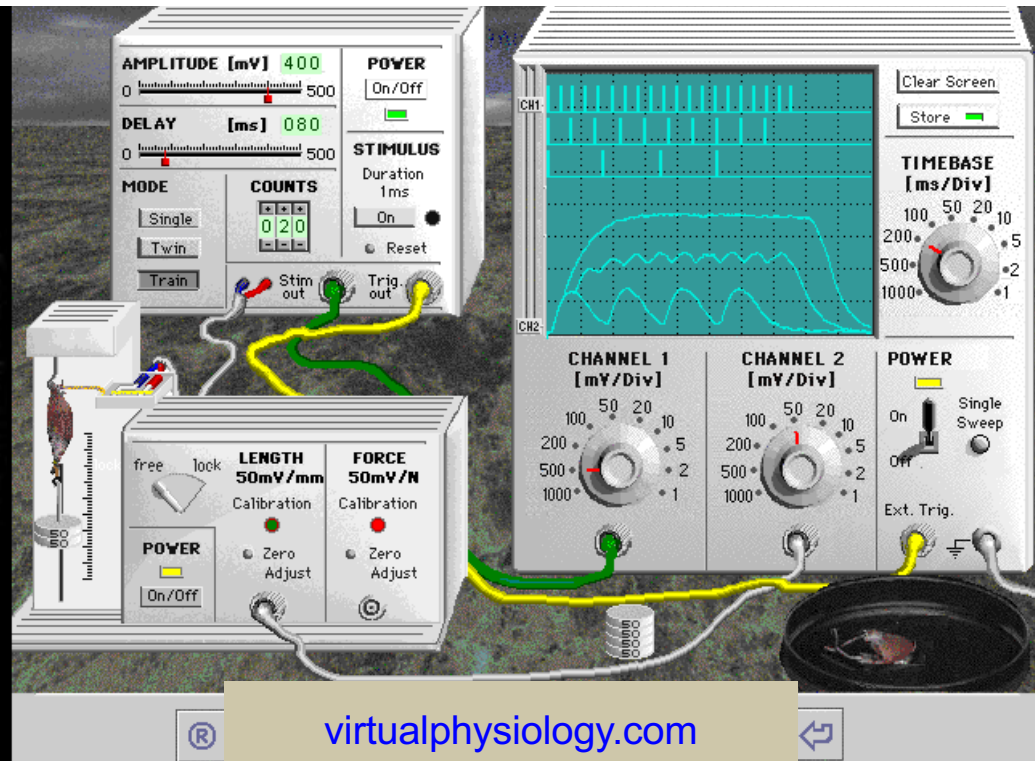 AMPLITUDE [mV] 400
0 500
DELAY [ms] 080
0 500
MODE
Single
Twin
Train
COUNTS
+ + +
0 2 0
- - -
POWER
On/Off
STIMULUS
Duration
1ms
On
Reset
Stim
out
Trig.
out
CH1
CH2
Clear Screen
Store
TIMEBASE
[ms/Div]
1000
500
200
100
50
20
10
5
2
1
CHANNEL 1
[mV/Div]
1000
500
200
100
50
20
10
5
2
1
CHANNEL 2
[mV/Div]
1000
500
200
100
50
20
10
5
2
1
POWER
On
Off
Single
Sweep
Ext. Trig.
50
50
free lock
POWER
On/Off
LENGTH
50mV/mm
Calibration
Zero
Adjust
FORCE
50mV/N
Calibration
Zero
Adjust
50
50
50
50
®
virtualphysiology.com